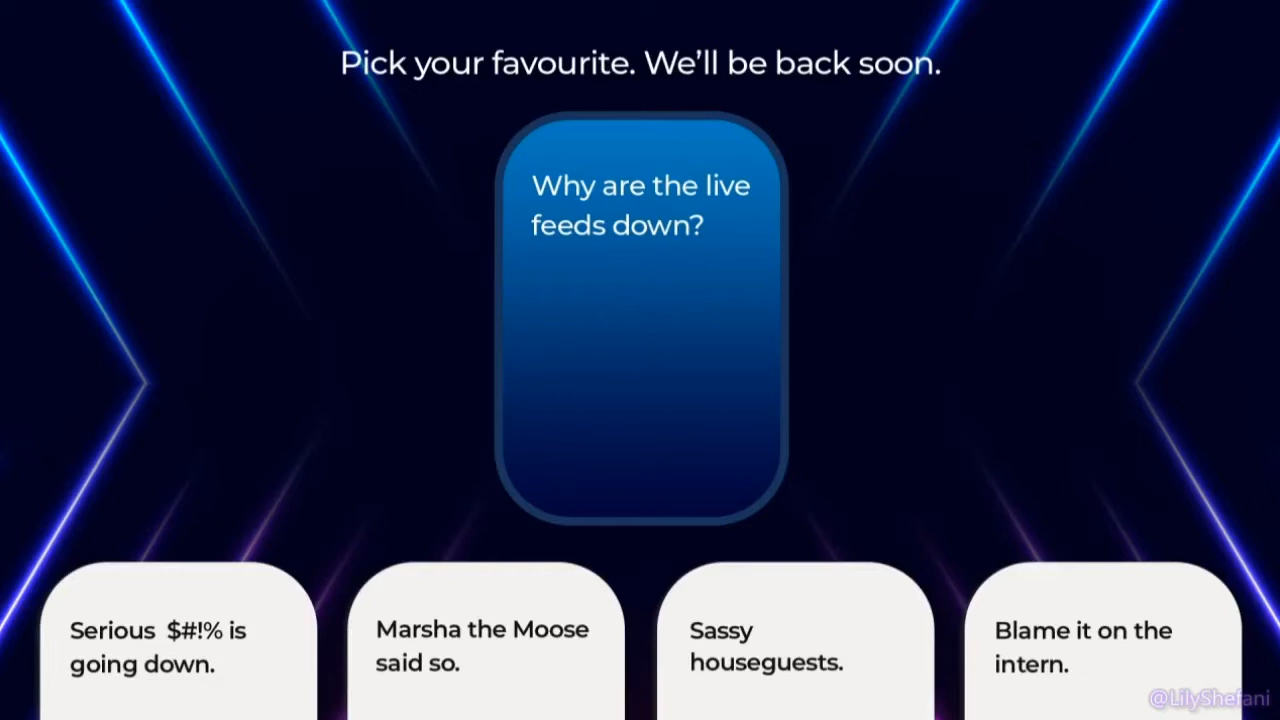 Pick your favourite. We'll be back soon.
Why are the live
feeds down?
Serious  $#!% is
going down.
Marsha the Moose
said so.
Sassy
houseguests.
Blame it on the
intern.
@LilyShefani